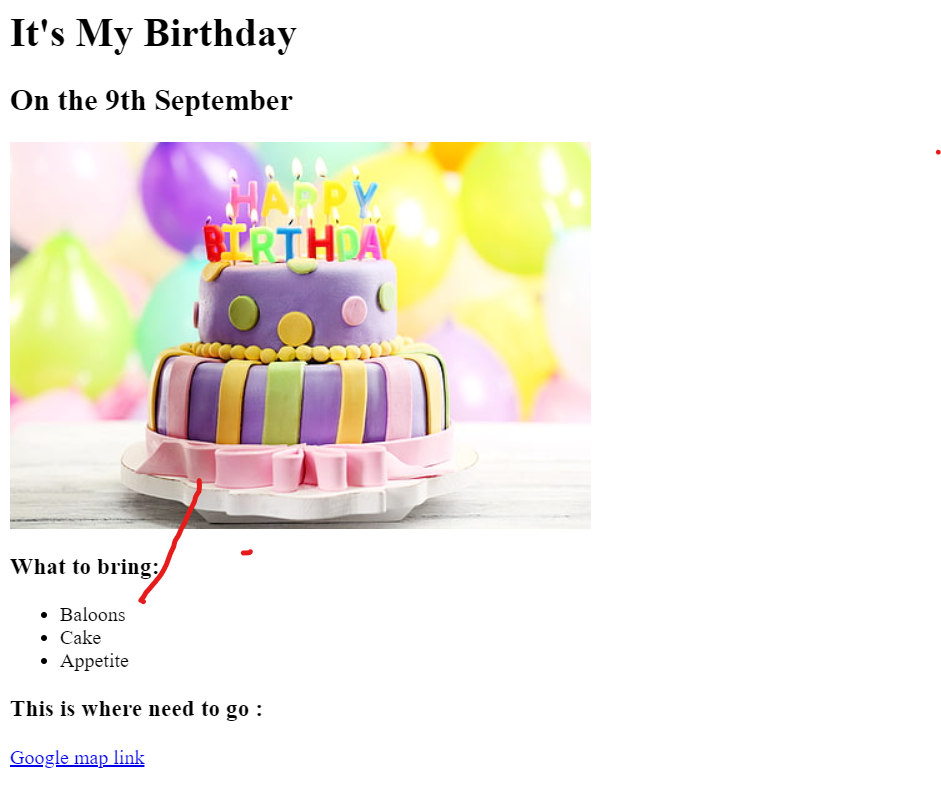 It's My Birthday
On the 9th September
HAPPY
BIRTHDAY
What to bring:
Baloons
Cake
Appetite
This is where need to go :
Google map link